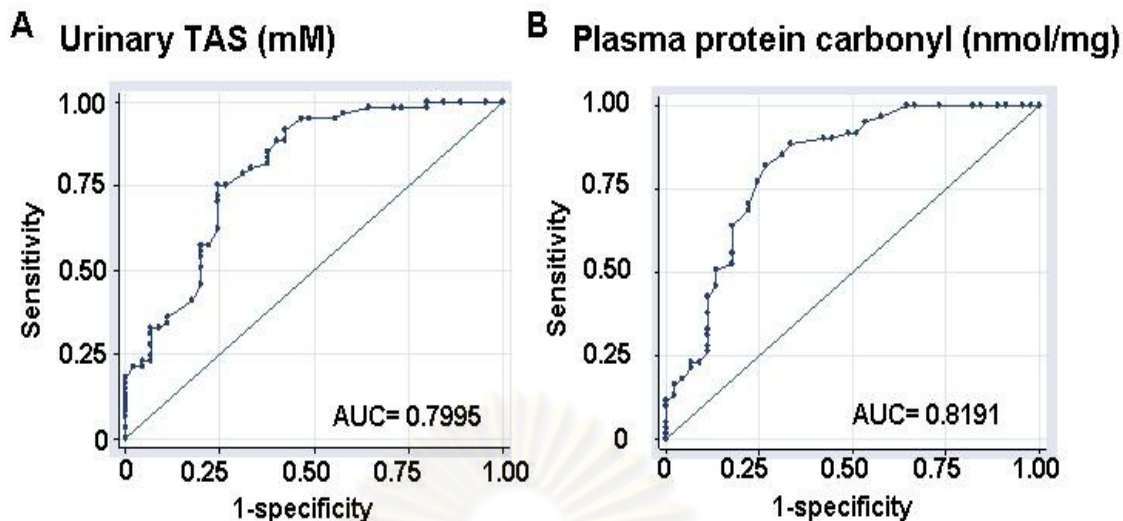 A Urinary TAS (mM)
1.00
0.75
0.50
0.25
0
Sensitivity
AUC= 0.7995
0 0.25 0.50 0.75 1.00
1-specificity
B Plasma protein carbonyl (nmol/mg)
1.00
0.75
0.50
0.25
0
Sensitivity
AUC= 0.8191
0 0.25 0.50 0.75 1.00
1-specificity